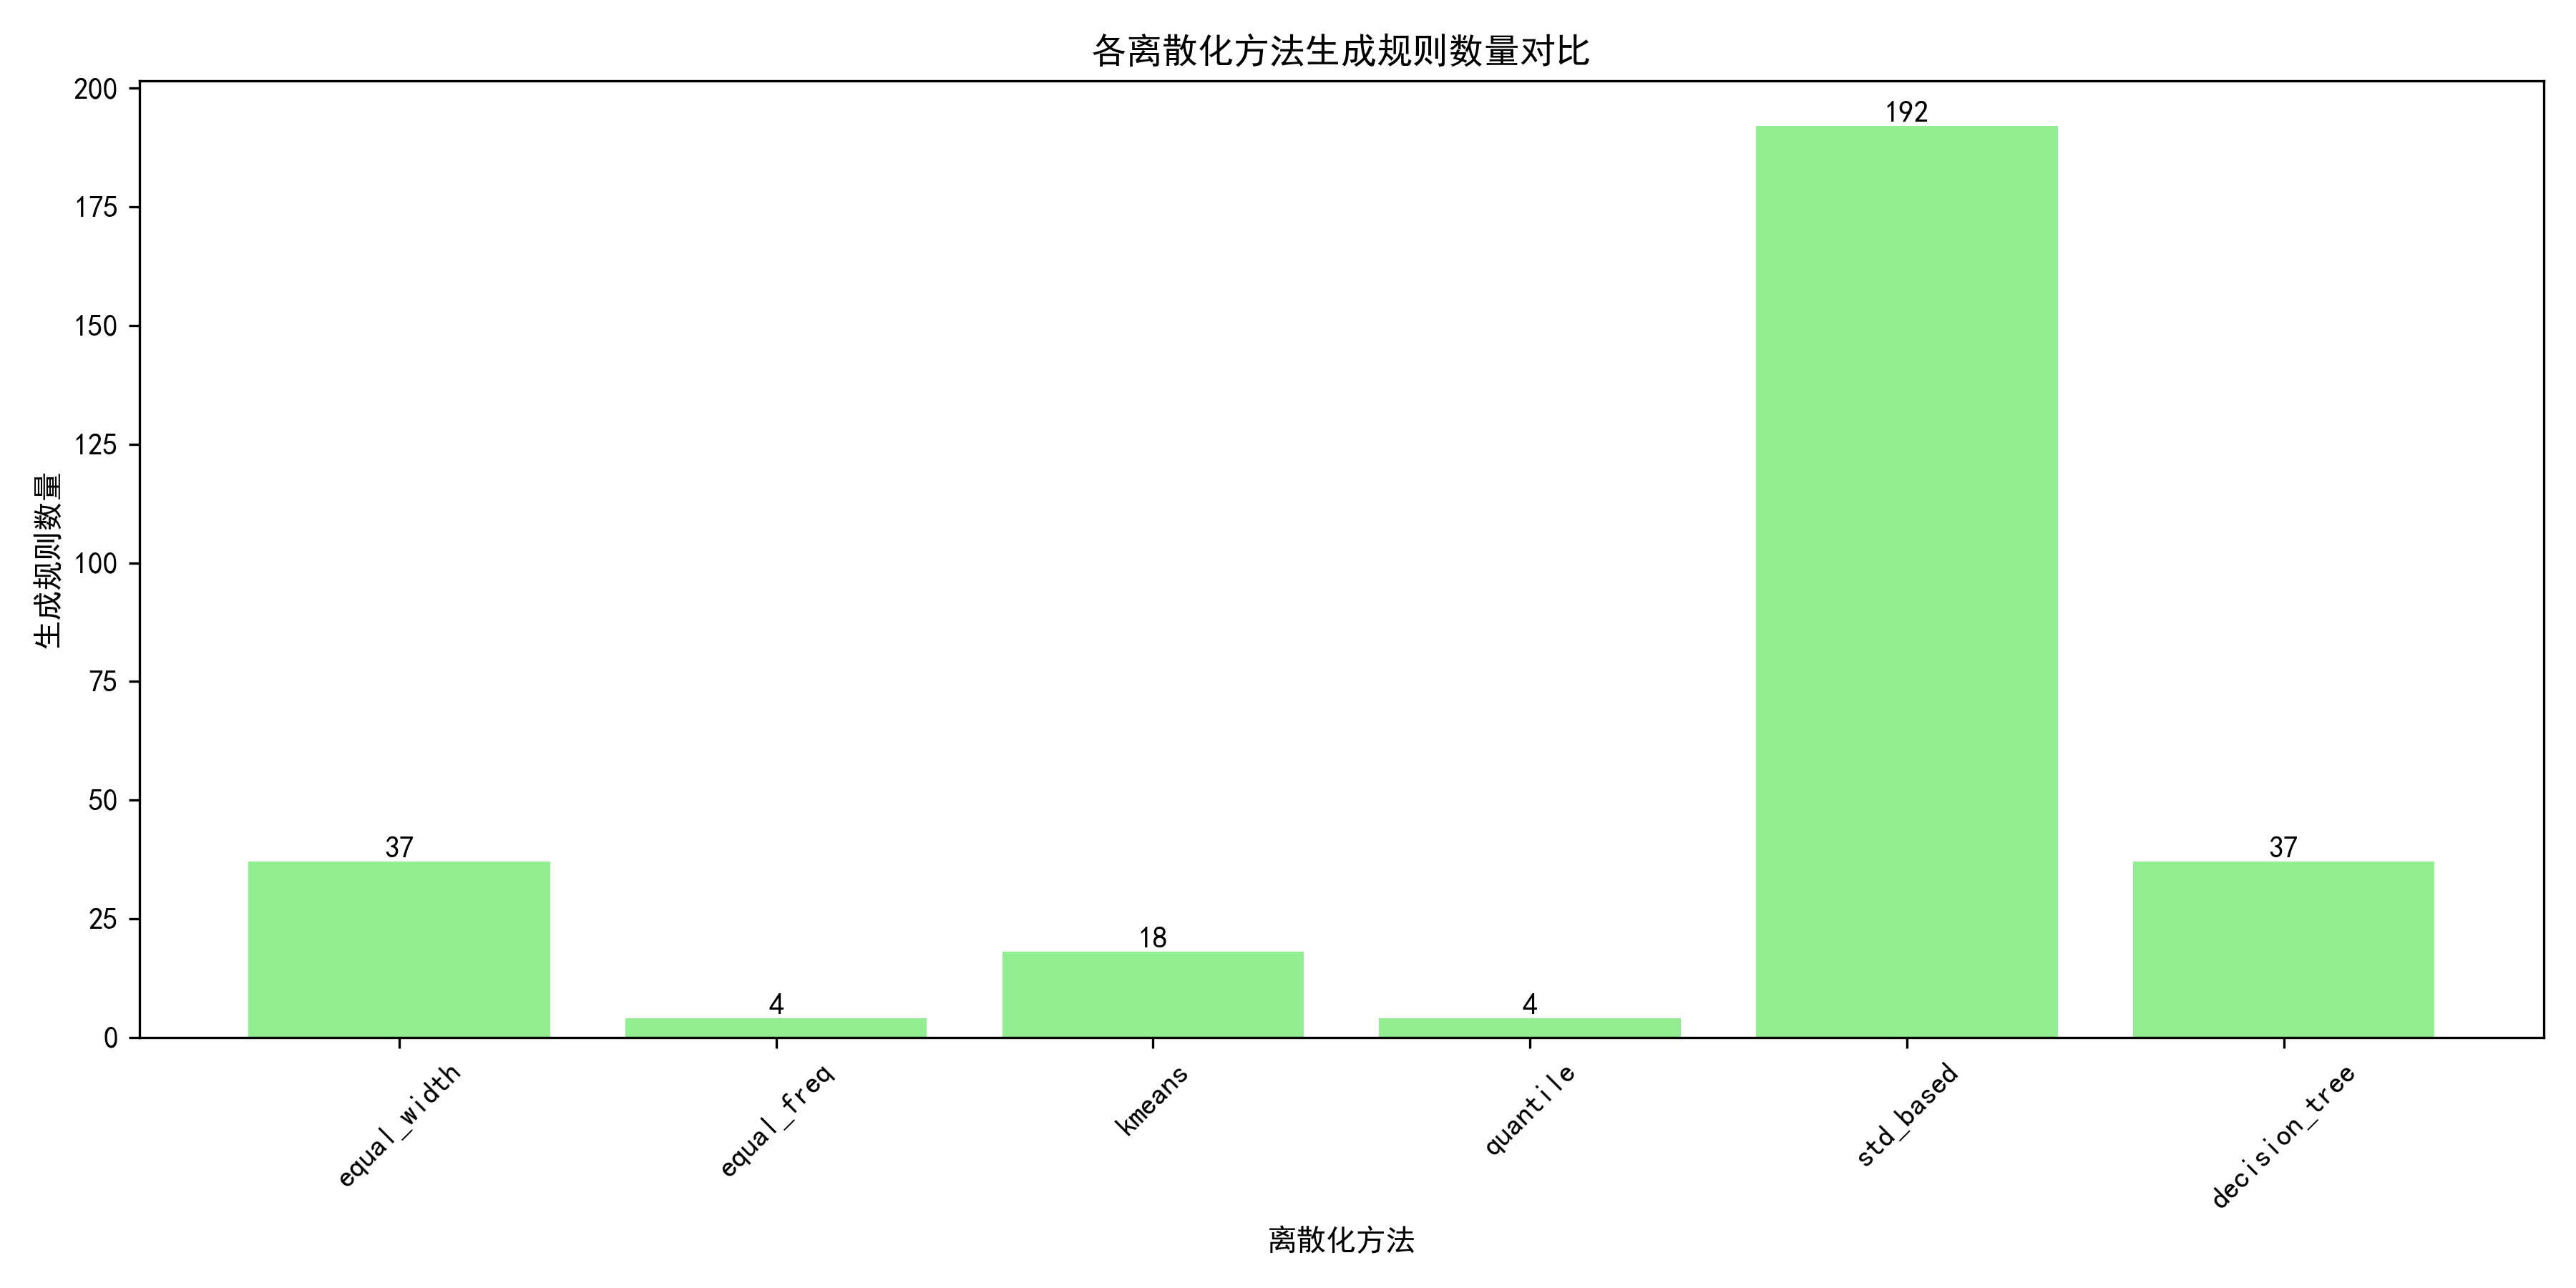 各离散化方法生成规则数量对比
生成规则数量
200
175
150
125
100
75
50
25
0
37
4
18
4
192
37
equal_width
equal_freq
kmeans
quantile
std_based
decision_tree
离散化方法